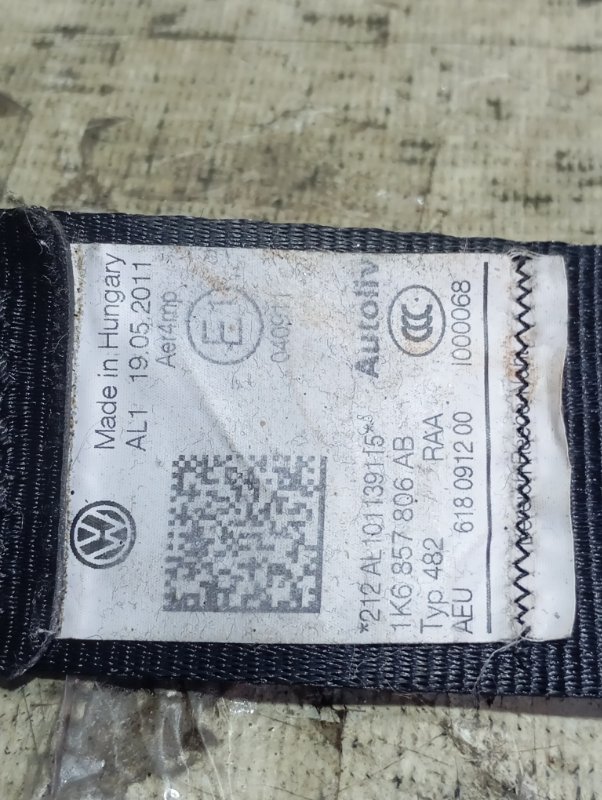 Made in Hungary
AL1 19.05.2011
Aer4mp
E1
040911
Autoliv
CCC
*212 AL101139115*
1K6 857 806 AB
Typ 482 RAA
AEU 618 0912 00 I000068